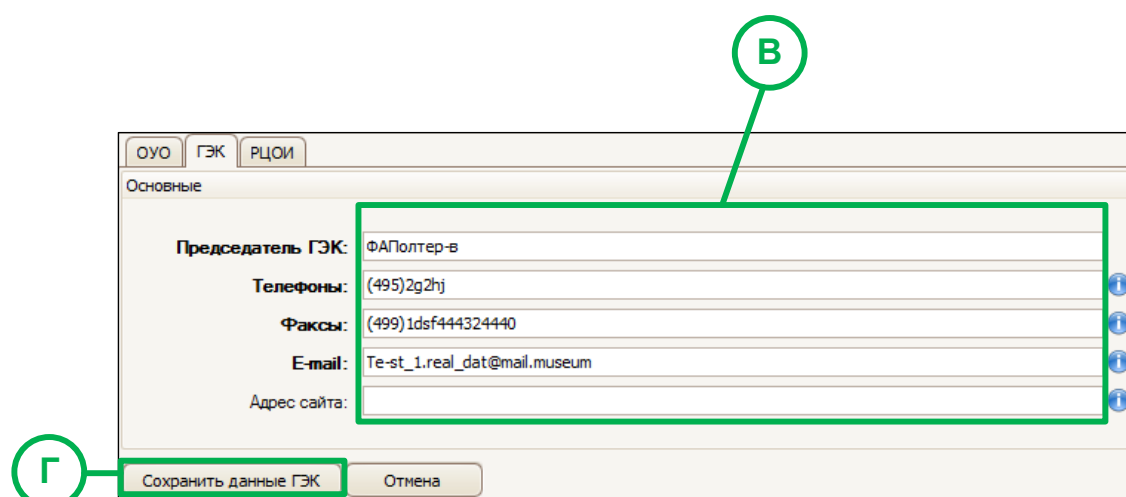 В
ОУО ГЭК РЦОИ
Основные
Председатель ГЭК: ФАПолтер-в
Телефоны: (495)2g2hj
Факсы: (499)1dsf444324440
E-mail: Te-st_1.real_dat@mail.museum
Адрес сайта:
Г Сохранить данные ГЭК Отмена